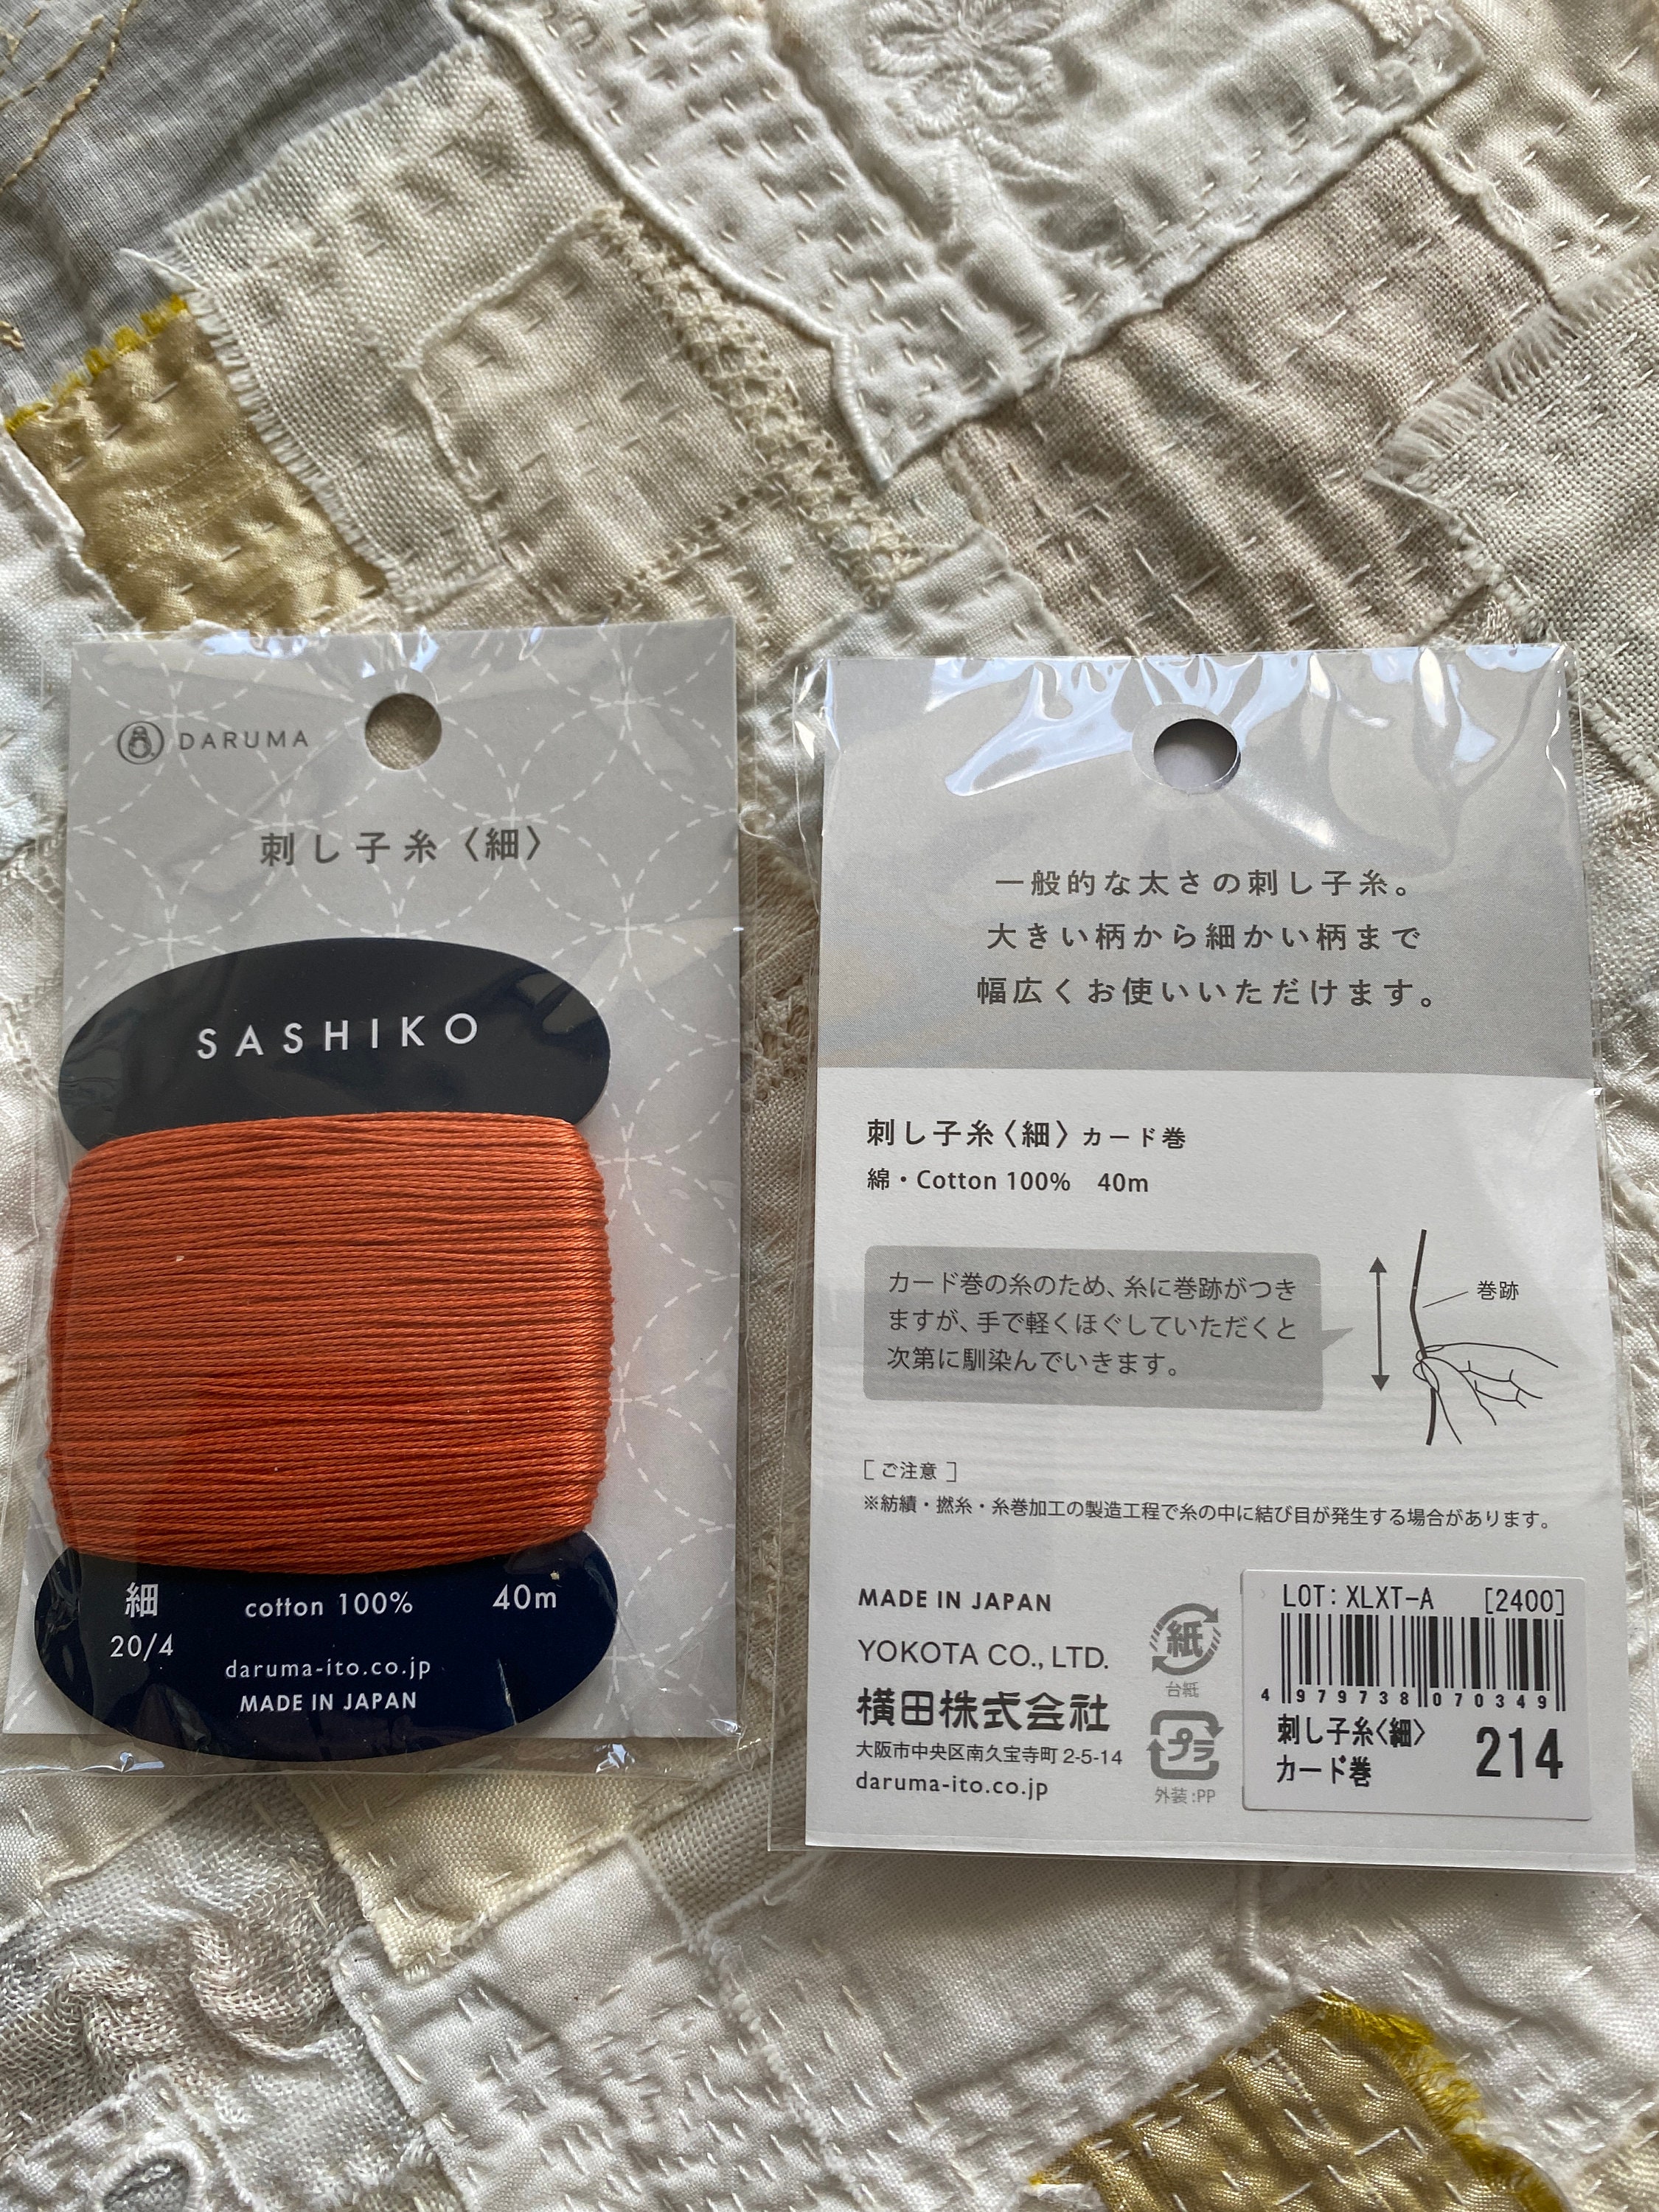 DARUMA
刺し子糸〈細〉
SASHIKO
細
20/4
cotton 100%
40m
daruma-ito.co.jp
MADE IN JAPAN
一般的な太さの刺し子糸。
大きい柄から細かい柄まで
幅広くお使いいただけます。
刺し子糸〈細〉カード巻
綿・Cotton 100% 40m
カード巻の糸のため、糸に巻跡がつき
ますが、手で軽くほぐしていただくと
次第に馴染んでいきます。
巻跡
[ ご注意 ]
※紡績・撚糸・糸巻加工の製造工程で糸の中に結び目が発生する場合があります。
MADE IN JAPAN
YOKOTA CO., LTD.
横田株式会社
大阪市中央区南久宝寺町 2-5-14
daruma-ito.co.jp
紙
台紙
プラ
外装:PP
LOT: XLXT-A [2400]
4 979738 070349
刺し子糸〈細〉
カード巻
214